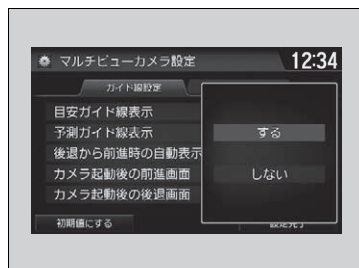 マルチビューカメラ設定 12:34
ガイド線設定
目安ガイド線表示
予測ガイド線表示
後退から前進時の自動表示
カメラ起動後の前進画面
カメラ起動後の後退画面
する
しない
初期値にする